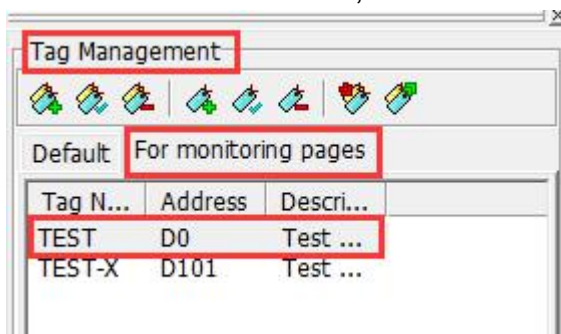 Tag Management
Default For monitoring pages
Tag N... Address Descri...
TEST D0 Test ...
TEST-X D101 Test ...